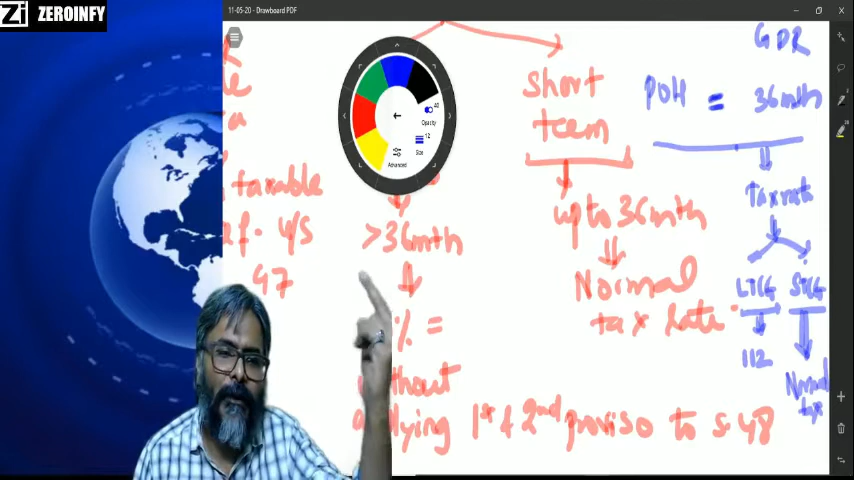 Zi ZEROINFY
11-05-20 - Drawboard PDF
40
Opacity
12
Size
Advanced
taxable
u/s
47
>36mth
% =
without
applying 1st & 2nd proviso to s.48
Short
term
upto 36mth
Normal
tax rate
GDR
POH = 36mth
Tax rate
LTCG STCG
112
Normal
tax